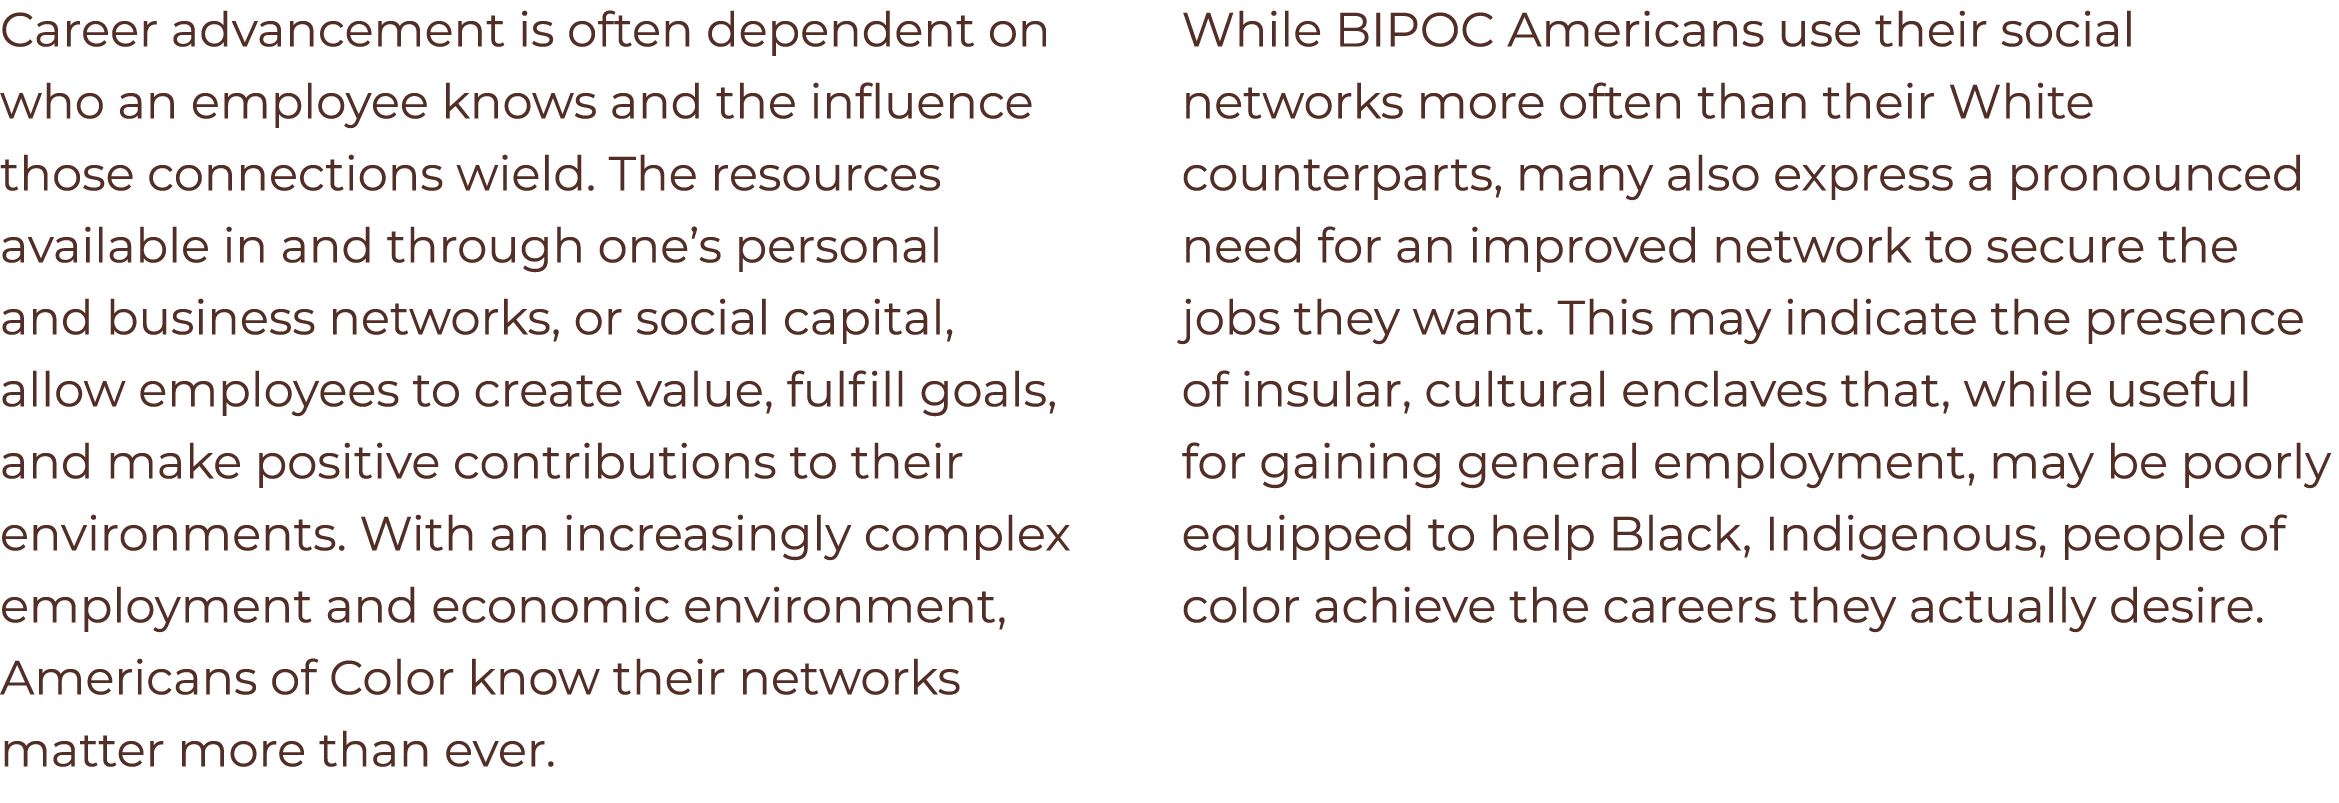 Career advancement is often dependent on
who an employee knows and the influence
those connections wield. The resources
available in and through one’s personal
and business networks, or social capital,
allow employees to create value, fulfill goals,
and make positive contributions to their
environments. With an increasingly complex
employment and economic environment,
Americans of Color know their networks
matter more than ever.
While BIPOC Americans use their social
networks more often than their White
counterparts, many also express a pronounced
need for an improved network to secure the
jobs they want. This may indicate the presence
of insular, cultural enclaves that, while useful
for gaining general employment, may be poorly
equipped to help Black, Indigenous, people of
color achieve the careers they actually desire.